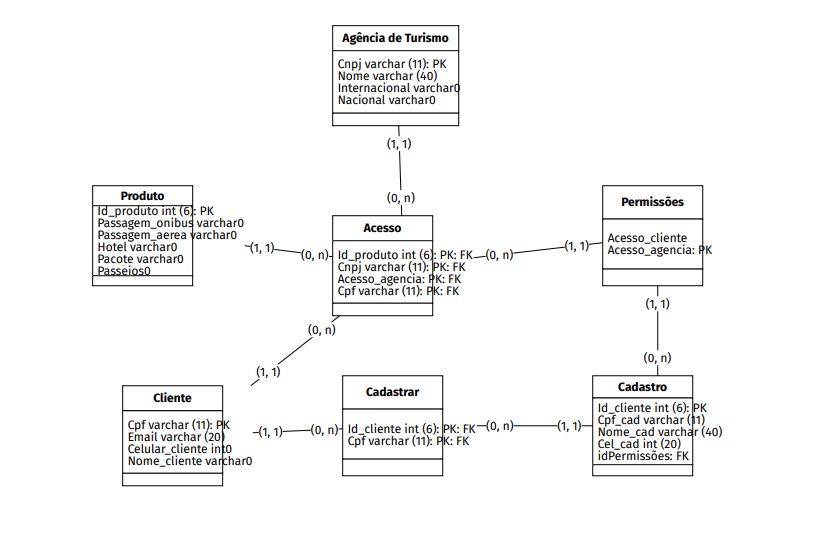 Agência de Turismo
Cnpj varchar (11): PK
Nome varchar (40)
Internacional varchar0
Nacional varchar0
(1, 1)
(0, n)
Produto
Id_produto int (6): PK
Passagem_onibus varchar0
Passagem_aerea varchar0
Hotel varchar0
Pacote varchar0
Passeios0
(1, 1)
(0, n)
Acesso
Id_produto int (6): PK: FK
Cnpj varchar (11): PK: FK
Acesso_agencia: PK: FK
Cpf varchar (11): PK: FK
(0, n)
(1, 1)
Permissões
Acesso_cliente
Acesso_agencia: PK
(1, 1)
(0, n)
(0, n)
(1, 1)
Cliente
Cpf varchar (11): PK
Email varchar (20)
Celular_cliente int0
Nome_cliente varchar0
(1, 1)
(0, n)
Cadastrar
Id_cliente int (6): PK: FK
Cpf varchar (11): PK: FK
(0, n)
(1, 1)
Cadastro
Id_cliente int (6): PK
Cpf_cad varchar (11)
Nome_cad varchar (40)
Cel_cad int (20)
idPermissões: FK